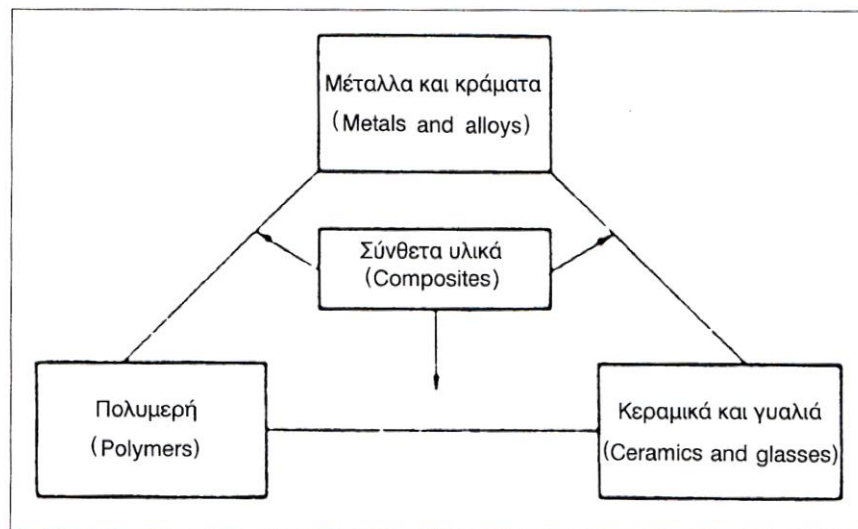 Μέταλλα και κράματα
(Metals and alloys)
Σύνθετα υλικά
(Composites)
Πολυμερή
(Polymers)
Κεραμικά και γυαλιά
(Ceramics and glasses)